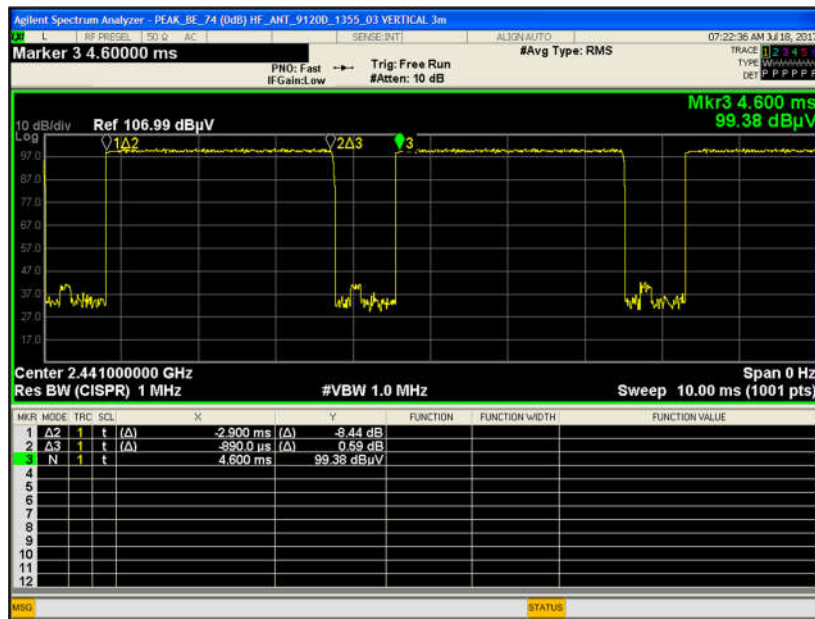 Agilent Spectrum Analyzer - PEAK_BE_74 (0dB) HF_ANT_9120D_1355_03 VERTICAL 3m
L RF PRESEL 50 Ω AC SENSE:INT ALIGN AUTO 07:22:36 AM Jul 18, 2017
Marker 3 4.60000 ms #Avg Type: RMS TRACE 1 2 3 4 5
PNO: Fast Trig: Free Run TYPE
IFGain:Low #Atten: 10 dB DET P P P P P P
Mkr3 4.600 ms
10 dB/div Ref 106.99 dBµV 99.38 dBµV
Log
1Δ2 2Δ3 3
97.0
87.0
77.0
67.0
57.0
47.0
37.0
27.0
17.0
Center 2.441000000 GHz Span 0 Hz
Res BW (CISPR) 1 MHz #VBW 1.0 MHz Sweep 10.00 ms (1001 pts)
MKR MODE TRC SCL X Y FUNCTION FUNCTION WIDTH FUNCTION VALUE
1 Δ2 1 t (Δ) -2.900 ms (Δ) -8.44 dB
2 Δ3 1 t (Δ) -890.0 µs (Δ) 0.59 dB
3 N 1 t 4.600 ms 99.38 dBµV
4
5
6
7
8
9
10
11
12
MSG STATUS